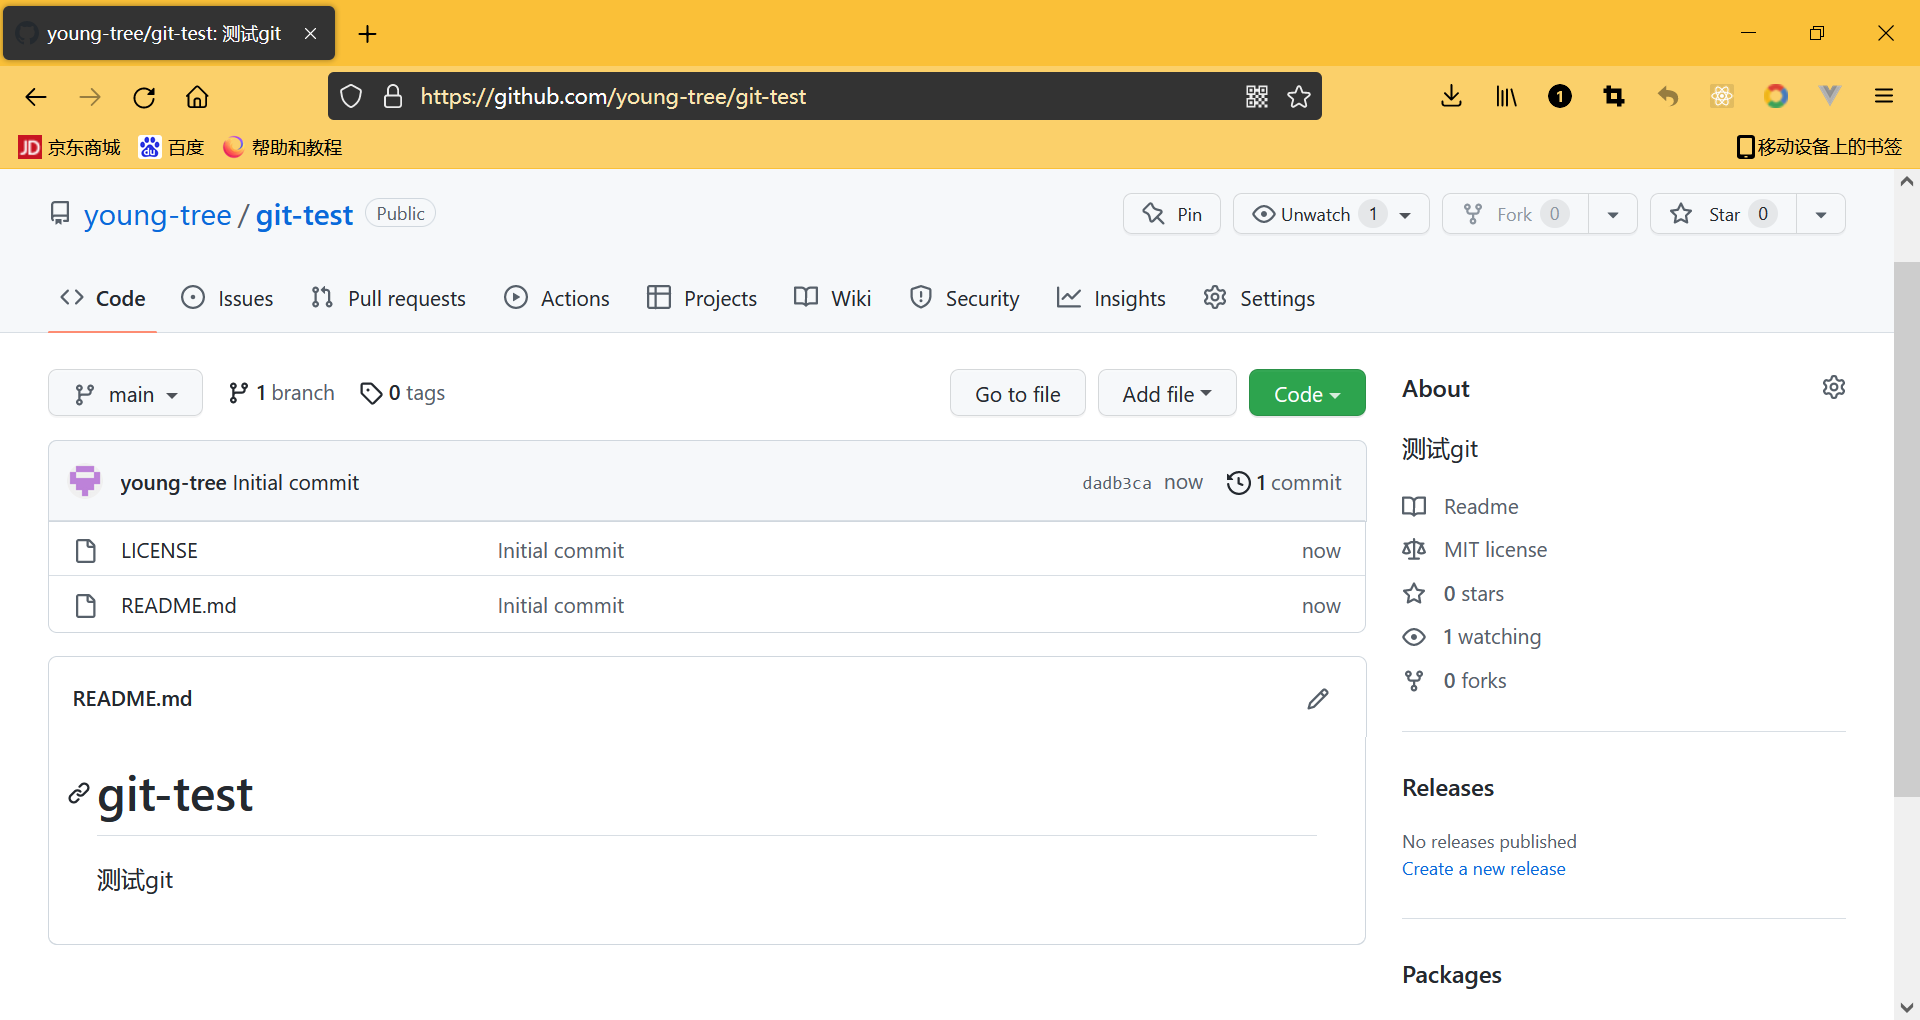 young-tree/git-test: 测试git
https://github.com/young-tree/git-test
1
JD 京东商城 du 百度 帮助和教程 移动设备上的书签
young-tree / git-test Public Pin Unwatch 1 Fork 0 Star 0
Code Issues Pull requests Actions Projects Wiki Security Insights Settings
main 1 branch 0 tags Go to file Add file Code
young-tree Initial commit dadb3ca now 1 commit
LICENSE Initial commit now
README.md Initial commit now
README.md
git-test
测试git
About
测试git
Readme
MIT license
0 stars
1 watching
0 forks
Releases
No releases published
Create a new release
Packages